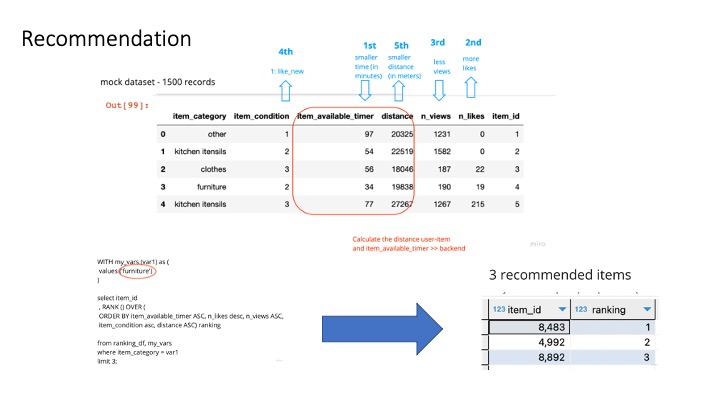 Recommendation
4th
1st
5th
3rd
2nd
1: like_new
smaller
time (in
minutes)
smaller
distance
(in meters)
less
views
more
likes
mock dataset - 1500 records
Out[99]:
item_category item_condition item_available_timer distance n_views n_likes item_id
0 other 1 97 20325 1231 0 1
1 kitchen itensils 2 54 22519 1582 0 2
2 clothes 3 56 18046 187 22 3
3 furniture 2 34 19838 190 19 4
4 kitchen itensils 3 77 27267 1267 215 5
Calculate the distance user-item
and item_available_timer >> backend
miro
WITH my_vars (var1) as (
values ('furniture')
)
select item_id
, RANK () OVER (
ORDER BY item_available_timer ASC, n_likes desc, n_views ASC,
item_condition asc, distance ASC) ranking
from ranking_df, my_vars
where item_category = var1
limit 3;
3 recommended items
123 item_id 123 ranking
8,483 1
4,992 2
8,892 3